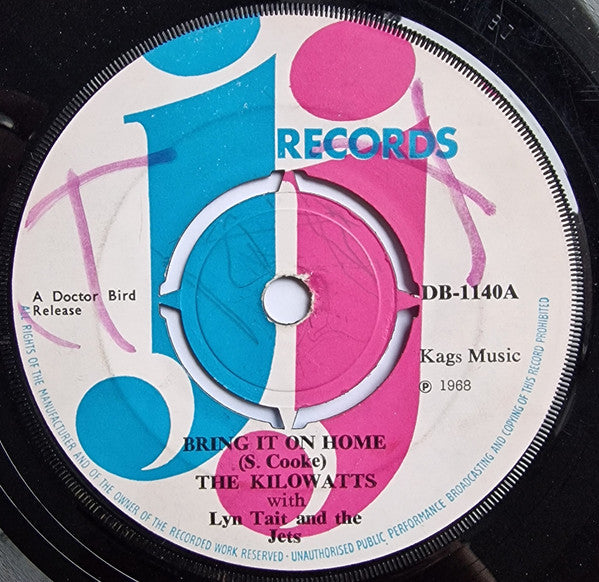 JJ
RECORDS
A Doctor Bird
Release
DB-1140A
Kags Music
℗ 1968
BRING IT ON HOME
(S. Cooke)
THE KILOWATTS
with
Lyn Tait and the
Jets
ALL RIGHTS OF THE MANUFACTURER AND OF THE OWNER OF THE RECORDED WORK RESERVED - UNAUTHORISED PUBLIC PERFORMANCE BROADCASTING AND COPYING OF THIS RECORD PROHIBITED